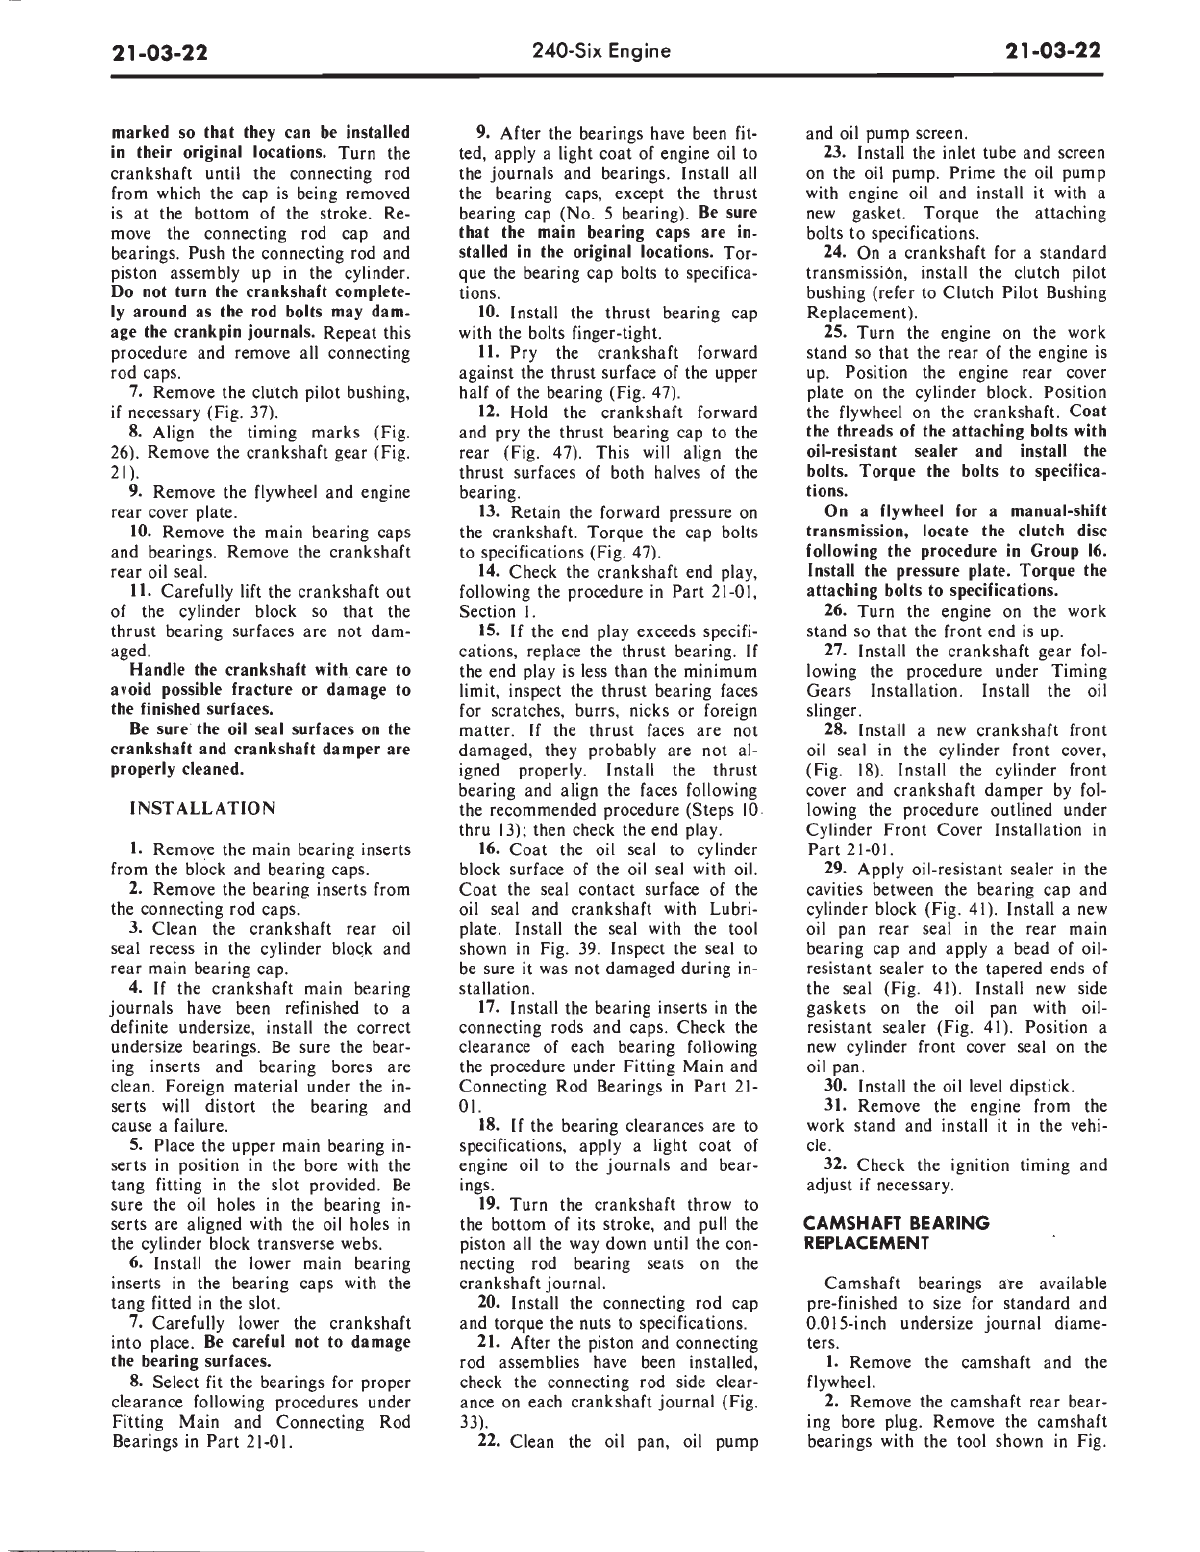 21-03-22
240-Six Engine
21-03-22
marked so that they can be installed
in their original locations. Turn the
crankshaft until the connecting rod
from which the cap is being removed
is at the bottom of the stroke. Re-
move the connecting rod cap and
bearings. Push the connecting rod and
piston assembly up in the cylinder.
Do not turn the crankshaft complete-
ly around as the rod bolts may dam-
age the crankpin journals. Repeat this
procedure and remove all connecting
rod caps.
7. Remove the clutch pilot bushing,
if necessary (Fig. 37).
8. Align the timing marks (Fig.
26). Remove the crankshaft gear (Fig.
21).
9. Remove the flywheel and engine
rear cover plate.
10. Remove the main bearing caps
and bearings. Remove the crankshaft
rear oil seal.
11. Carefully lift the crankshaft out
of the cylinder block so that the
thrust bearing surfaces are not dam-
aged.
Handle the crankshaft with care to
avoid possible fracture or damage to
the finished surfaces.
Be sure the oil seal surfaces on the
crankshaft and crankshaft damper are
properly cleaned.
INSTALLATION
1. Remove the main bearing inserts
from the block and bearing caps.
2. Remove the bearing inserts from
the connecting rod caps.
3. Clean the crankshaft rear oil
seal recess in the cylinder block and
rear main bearing cap.
4. If the crankshaft main bearing
journals have been refinished to a
definite undersize, install the correct
undersize bearings. Be sure the bear-
ing inserts and bearing bores are
clean. Foreign material under the in-
serts will distort the bearing and
cause a failure.
5. Place the upper main bearing in-
serts in position in the bore with the
tang fitting in the slot provided. Be
sure the oil holes in the bearing in-
serts are aligned with the oil holes in
the cylinder block transverse webs.
6. Install the lower main bearing
inserts in the bearing caps with the
tang fitted in the slot.
7. Carefully lower the crankshaft
into place. Be careful not to damage
the bearing surfaces.
8. Select fit the bearings for proper
clearance following procedures under
Fitting Main and Connecting Rod
Bearings in Part 21-01.
9. After the bearings have been fit-
ted, apply a light coat of engine oil to
the journals and bearings. Install all
the bearing caps, except the thrust
bearing cap (No. 5 bearing). Be sure
that the main bearing caps are in-
stalled in the original locations. Tor-
que the bearing cap bolts to specifica-
tions.
10. Install the thrust bearing cap
with the bolts finger-tight.
11. Pry the crankshaft forward
against the thrust surface of the upper
half of the bearing (Fig. 47).
12. Hold the crankshaft forward
and pry the thrust bearing cap to the
rear (Fig. 47). This will align the
thrust surfaces of both halves of the
bearing.
13. Retain the forward pressure on
the crankshaft. Torque the cap bolts
to specifications (Fig. 47).
14. Check the crankshaft end play,
following the procedure in Part 21-01,
Section 1.
15. If the end play exceeds specifi-
cations, replace the thrust bearing. If
the end play is less than the minimum
limit, inspect the thrust bearing faces
for scratches, burrs, nicks or foreign
matter. If the thrust faces are not
damaged, they probably are not al-
igned properly. Install the thrust
bearing and align the faces following
the recommended procedure (Steps 10
thru 13); then check the end play.
16. Coat the oil seal to cylinder
block surface of the oil seal with oil.
Coat the seal contact surface of the
oil seal and crankshaft with Lubri-
plate. Install the seal with the tool
shown in Fig. 39. Inspect the seal to
be sure it was not damaged during in-
stallation.
17. Install the bearing inserts in the
connecting rods and caps. Check the
clearance of each bearing following
the procedure under Fitting Main and
Connecting Rod Bearings in Part 21-
01.
18. If the bearing clearances are to
specifications, apply a light coat of
engine oil to the journals and bear-
ings.
19. Turn the crankshaft throw to
the bottom of its stroke, and pull the
piston all the way down until the con-
necting rod bearing seats on the
crankshaft journal.
20. Install the connecting rod cap
and torque the nuts to specifications.
21. After the piston and connecting
rod assemblies have been installed,
check the connecting rod side clear-
ance on each crankshaft journal (Fig.
33).
22. Clean the oil pan, oil pump
and oil pump screen.
23. Install the inlet tube and screen
on the oil pump. Prime the oil pump
with engine oil and install it with a
new gasket. Torque the attaching
bolts to specifications.
24. On a crankshaft for a standard
transmission, install the clutch pilot
bushing (refer to Clutch Pilot Bushing
Replacement).
25. Turn the engine on the work
stand so that the rear of the engine is
up. Position the engine rear cover
plate on the cylinder block. Position
the flywheel on the crankshaft. Coat
the threads of the attaching bolts with
oil-resistant sealer and install the
bolts. Torque the bolts to specifica-
tions.
On a flywheel for a manual-shift
transmission, locate the clutch disc
following the procedure in Group 16.
Install the pressure plate. Torque the
attaching bolts to specifications.
26. Turn the engine on the work
stand so that the front end is up.
27. Install the crankshaft gear fol-
lowing the procedure under Timing
Gears Installation. Install the oil
slinger.
28. Install a new crankshaft front
oil seal in the cylinder front cover,
(Fig. 18). Install the cylinder front
cover and crankshaft damper by fol-
lowing the procedure outlined under
Cylinder Front Cover Installation in
Part 21-01.
29. Apply oil-resistant sealer in the
cavities between the bearing cap and
cylinder block (Fig. 41). Install a new
oil pan rear seal in the rear main
bearing cap and apply a bead of oil-
resistant sealer to the tapered ends of
the seal (Fig. 41). Install new side
gaskets on the oil pan with oil-
resistant sealer (Fig. 41). Position a
new cylinder front cover seal on the
oil pan.
30. Install the oil level dipstick.
31. Remove the engine from the
work stand and install it in the vehi-
cle.
32. Check the ignition timing and
adjust if necessary.
CAMSHAFT BEARING
REPLACEMENT
Camshaft bearings are available
pre-finished to size for standard and
0.015-inch undersize journal diame-
ters.
1. Remove the camshaft and the
flywheel.
2. Remove the camshaft rear bear-
ing bore plug. Remove the camshaft
bearings with the tool shown in Fig.